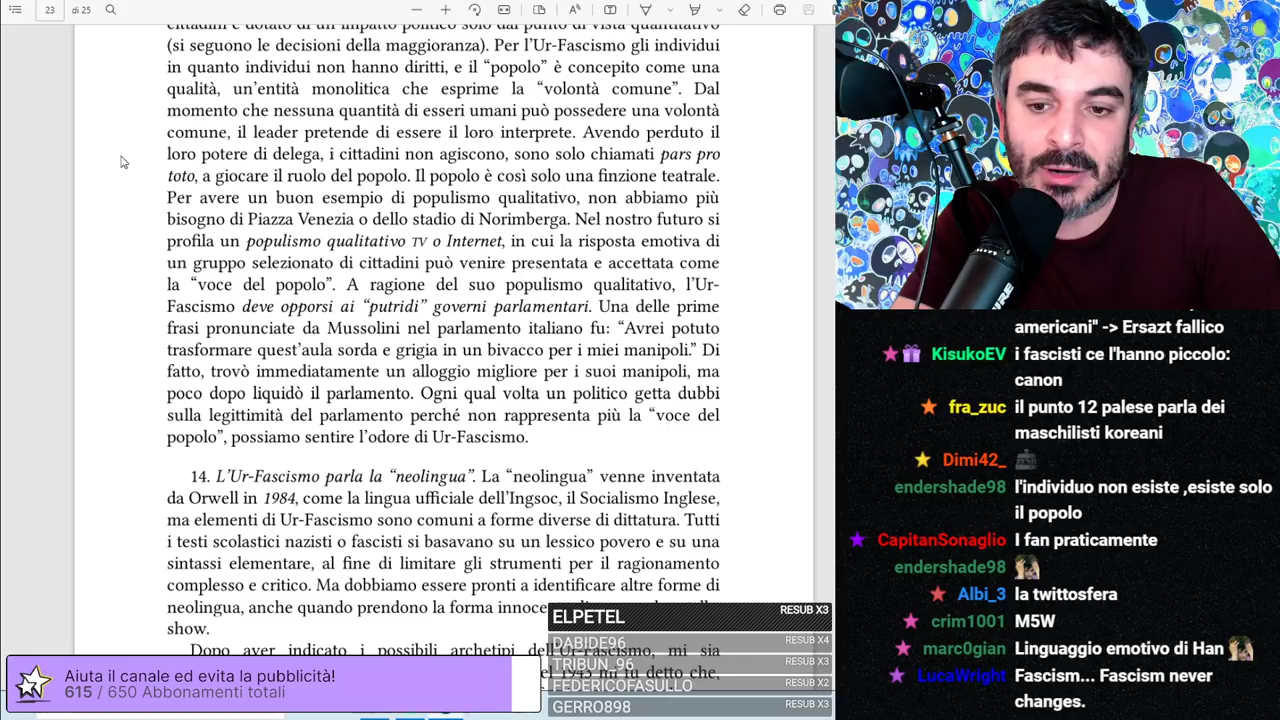 23 di 25
cittadini è dotato di un impatto politico solo dal punto di vista quantitativo
(si seguono le decisioni della maggioranza). Per l’Ur-Fascismo gli individui
in quanto individui non hanno diritti, e il “popolo” è concepito come una
qualità, un’entità monolitica che esprime la “volontà comune”. Dal
momento che nessuna quantità di esseri umani può possedere una volontà
comune, il leader pretende di essere il loro interprete. Avendo perduto il
loro potere di delega, i cittadini non agiscono, sono solo chiamati pars pro
toto, a giocare il ruolo del popolo. Il popolo è così solo una finzione teatrale.
Per avere un buon esempio di populismo qualitativo, non abbiamo più
bisogno di Piazza Venezia o dello stadio di Norimberga. Nel nostro futuro si
profila un populismo qualitativo TV o Internet, in cui la risposta emotiva di
un gruppo selezionato di cittadini può venire presentata e accettata come
la “voce del popolo”. A ragione del suo populismo qualitativo, l’Ur-
Fascismo deve opporsi ai “putridi” governi parlamentari. Una delle prime
frasi pronunciate da Mussolini nel parlamento italiano fu: “Avrei potuto
trasformare quest’aula sorda e grigia in un bivacco per i miei manipoli.” Di
fatto, trovò immediatamente un alloggio migliore per i suoi manipoli, ma
poco dopo liquidò il parlamento. Ogni qual volta un politico getta dubbi
sulla legittimità del parlamento perché non rappresenta più la “voce del
popolo”, possiamo sentire l’odore di Ur-Fascismo.
14. L’Ur-Fascismo parla la “neolingua”. La “neolingua” venne inventata
da Orwell in 1984, come la lingua ufficiale dell’Ingsoc, il Socialismo Inglese,
ma elementi di Ur-Fascismo sono comuni a forme diverse di dittatura. Tutti
i testi scolastici nazisti o fascisti si basavano su un lessico povero e su una
sintassi elementare, al fine di limitare gli strumenti per il ragionamento
complesso e critico. Ma dobbiamo essere pronti a identificare altre forme di
neolingua, anche quando prendono la forma
show.
Dopo aver indicato i possibili archetipi dell’Ur-Fascismo, mi sia
1945 mi fu detto che,
Aiuta il canale ed evita la pubblicità!
615 / 650 Abbonamenti totali
ELPETEL RESUB X3
DABIDE96 RESUB X4
TRIBUN_96 RESUB X3
FEDERICOFASULLO RESUB X2
GERRO898 RESUB X3
americani" -> Ersazt fallico
KisukoEV i fascisti ce l'hanno piccolo:
canon
fra_zuc il punto 12 palese parla dei
maschilisti koreani
Dimi42_
endershade98 l'individuo non esiste ,esiste solo
il popolo
CapitanSonaglio I fan praticamente
endershade98
Albi_3 la twittosfera
crim1001 M5W
marc0gian Linguaggio emotivo di Han
LucaWright Fascism... Fascism never
changes.